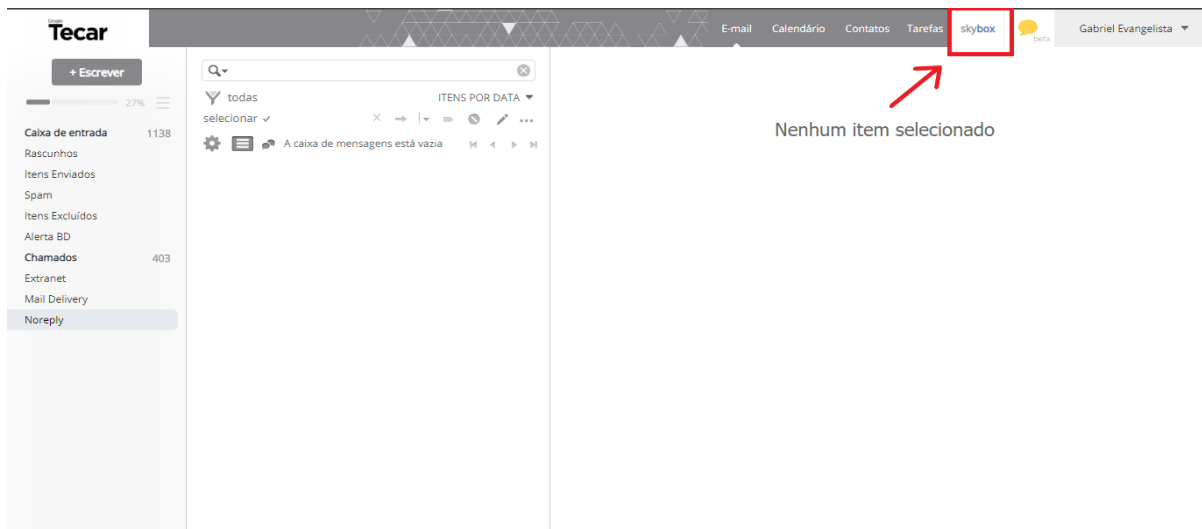 Grupo
Tecar
E-mail Calendário Contatos Tarefas skybox beta Gabriel Evangelista
+ Escrever
27%
Caixa de entrada 1138
Rascunhos
Itens Enviados
Spam
Itens Excluídos
Alerta BD
Chamados 403
Extranet
Mail Delivery
Noreply
todas ITENS POR DATA
selecionar
A caixa de mensagens está vazia
Nenhum item selecionado